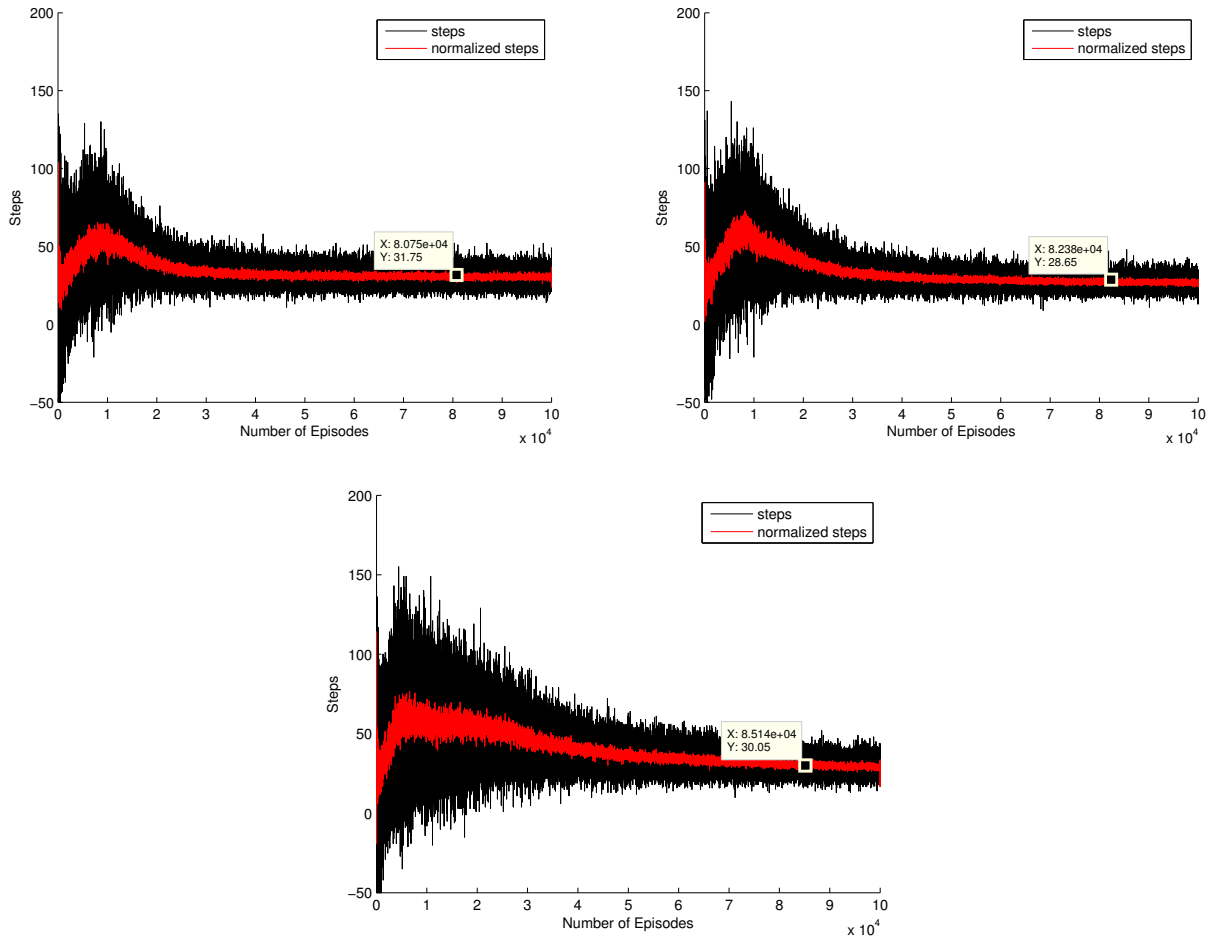 200
150
100
50
0
−50
Steps
steps
normalized steps
X: 8.075e+04
Y: 31.75
0 1 2 3 4 5 6 7 8 9 10
Number of Episodes
x 10^4
200
150
100
50
0
−50
Steps
steps
normalized steps
X: 8.238e+04
Y: 28.65
0 1 2 3 4 5 6 7 8 9 10
Number of Episodes
x 10^4
200
150
100
50
0
−50
Steps
steps
normalized steps
X: 8.514e+04
Y: 30.05
0 1 2 3 4 5 6 7 8 9 10
Number of Episodes
x 10^4